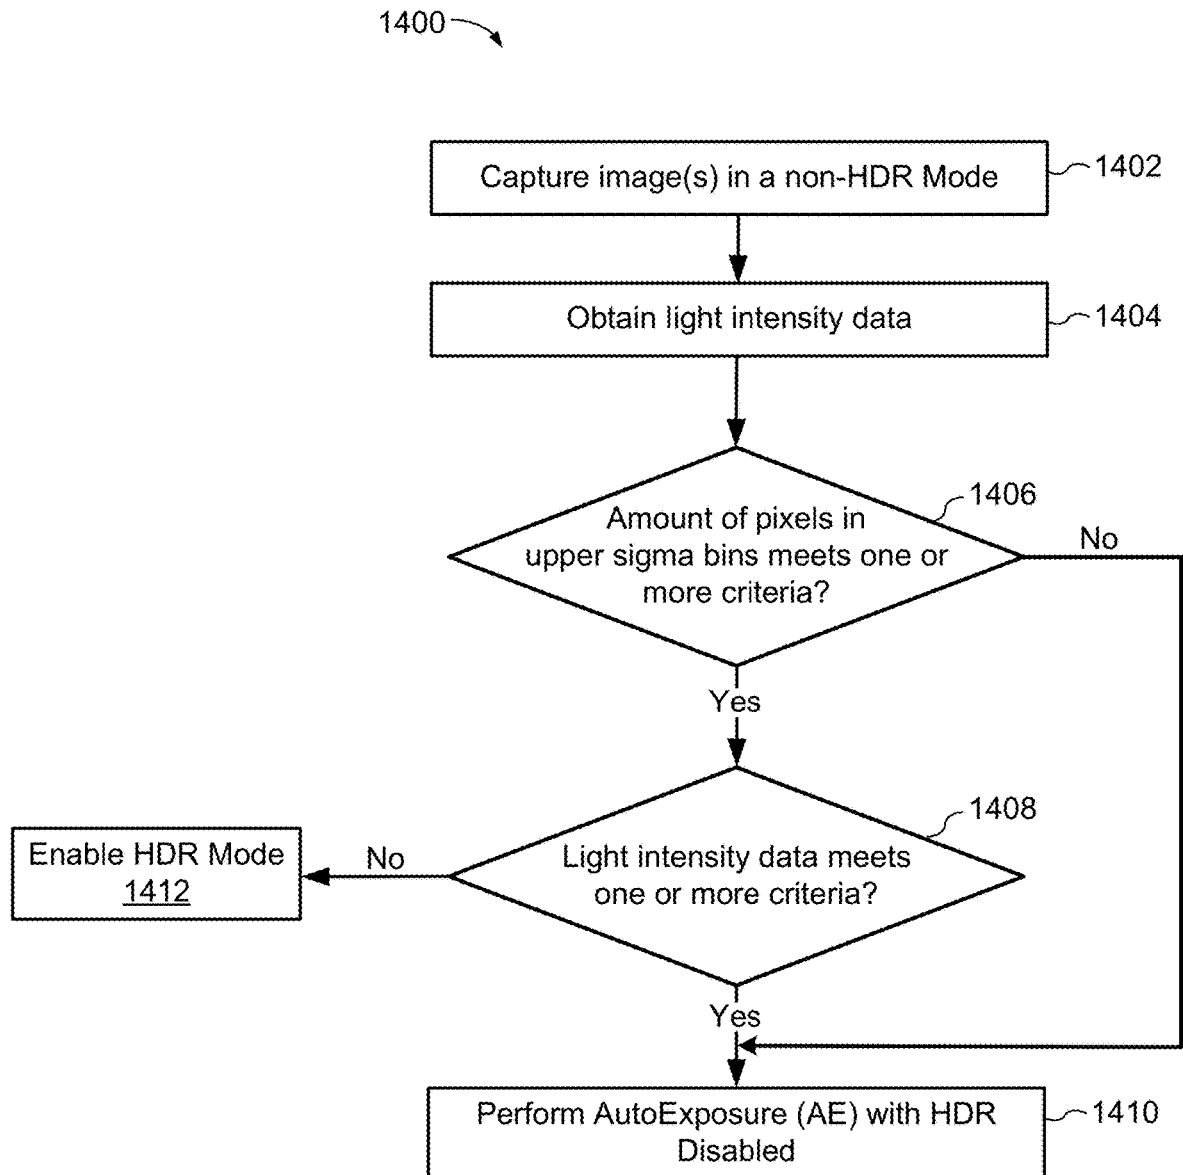 1400
Capture image(s) in a non-HDR Mode
1402
Obtain light intensity data
1404
1406
Amount of pixels in
upper sigma bins meets one or
more criteria?
No
Yes
1408
Light intensity data meets
one or more criteria?
No
Enable HDR Mode
1412
Yes
Perform AutoExposure (AE) with HDR
Disabled
1410